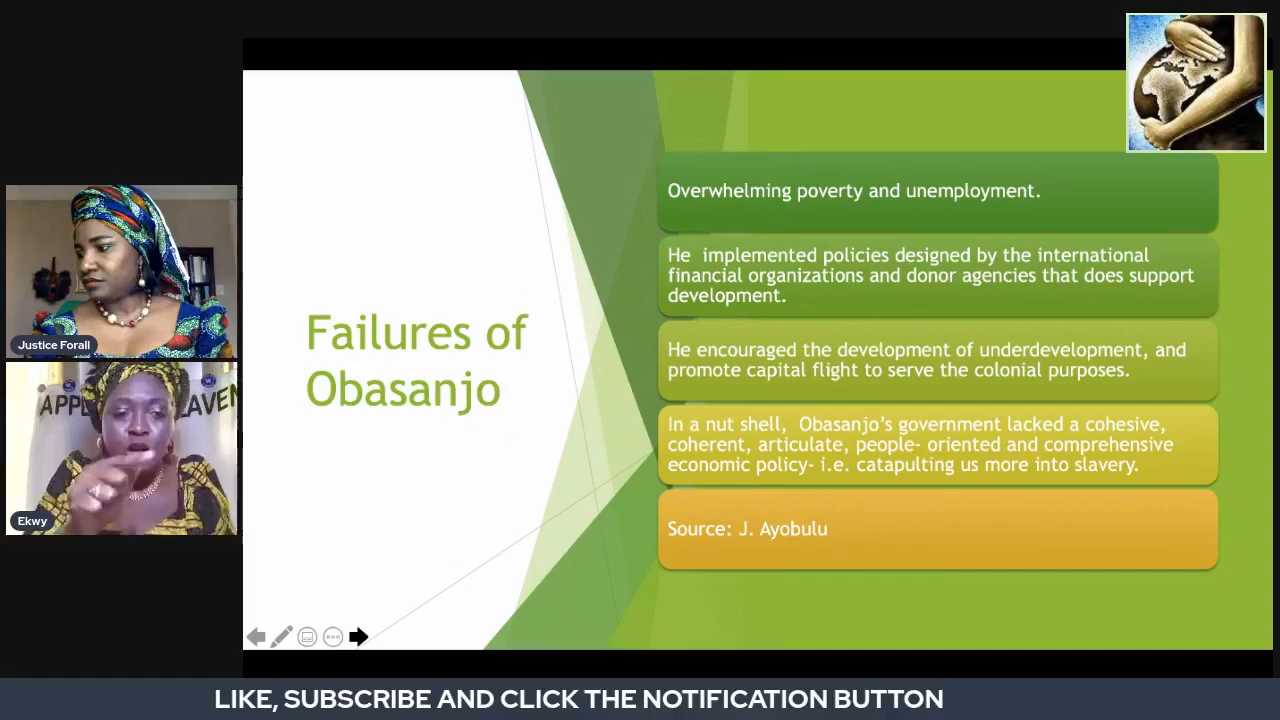 Failures of
Obasanjo
Overwhelming poverty and unemployment.
He implemented policies designed by the international
financial organizations and donor agencies that does support
development.
He encouraged the development of underdevelopment, and
promote capital flight to serve the colonial purposes.
In a nut shell, Obasanjo’s government lacked a cohesive,
coherent, articulate, people- oriented and comprehensive
economic policy- i.e. catapulting us more into slavery.
Source: J. Ayobulu
Justice Forall
Ekwy
LIKE, SUBSCRIBE AND CLICK THE NOTIFICATION BUTTON